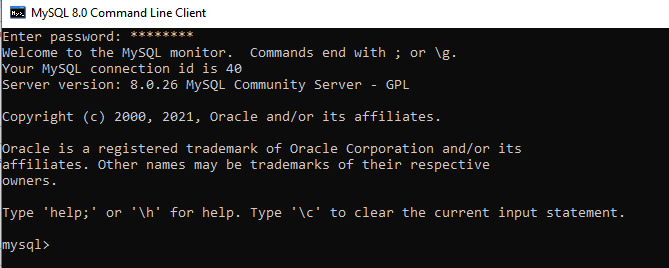 MySQL 8.0 Command Line Client
Enter password: ********
Welcome to the MySQL monitor.  Commands end with ; or \g.
Your MySQL connection id is 40
Server version: 8.0.26 MySQL Community Server - GPL
Copyright (c) 2000, 2021, Oracle and/or its affiliates.
Oracle is a registered trademark of Oracle Corporation and/or its
affiliates. Other names may be trademarks of their respective
owners.
Type 'help;' or '\h' for help. Type '\c' to clear the current input statement.
mysql>